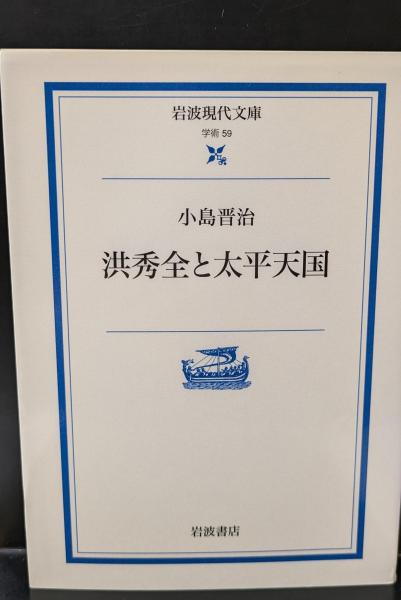 岩波現代文庫
学術 59
小島晋治
洪秀全と太平天国
岩波書店